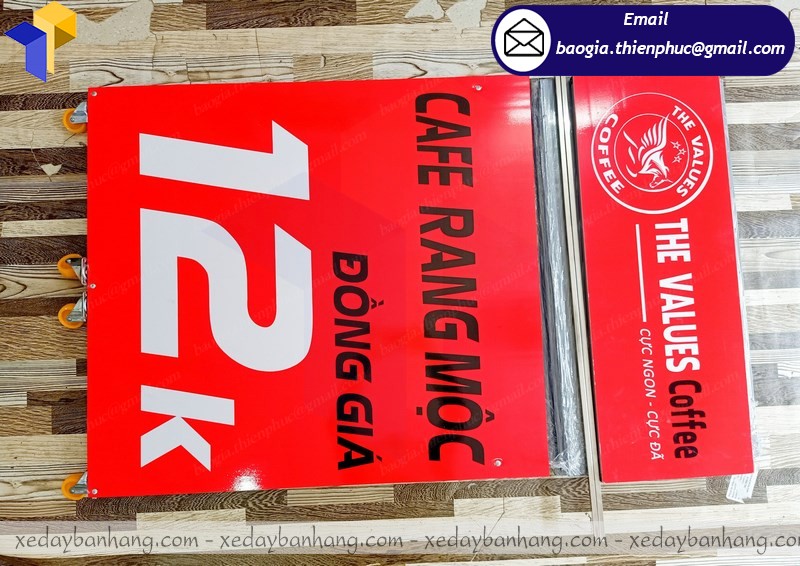 Email
baogia.thienphuc@gmail.com
THE VALUES
COFFEE
THE VALUES Coffee
CỰC NGON - CỰC ĐÃ
CAFE RANG MỘC
ĐỒNG GIÁ
12K
xedaybanhang.com - xedaybanhang.com - xedaybanhang.com - xedaybanhang.com